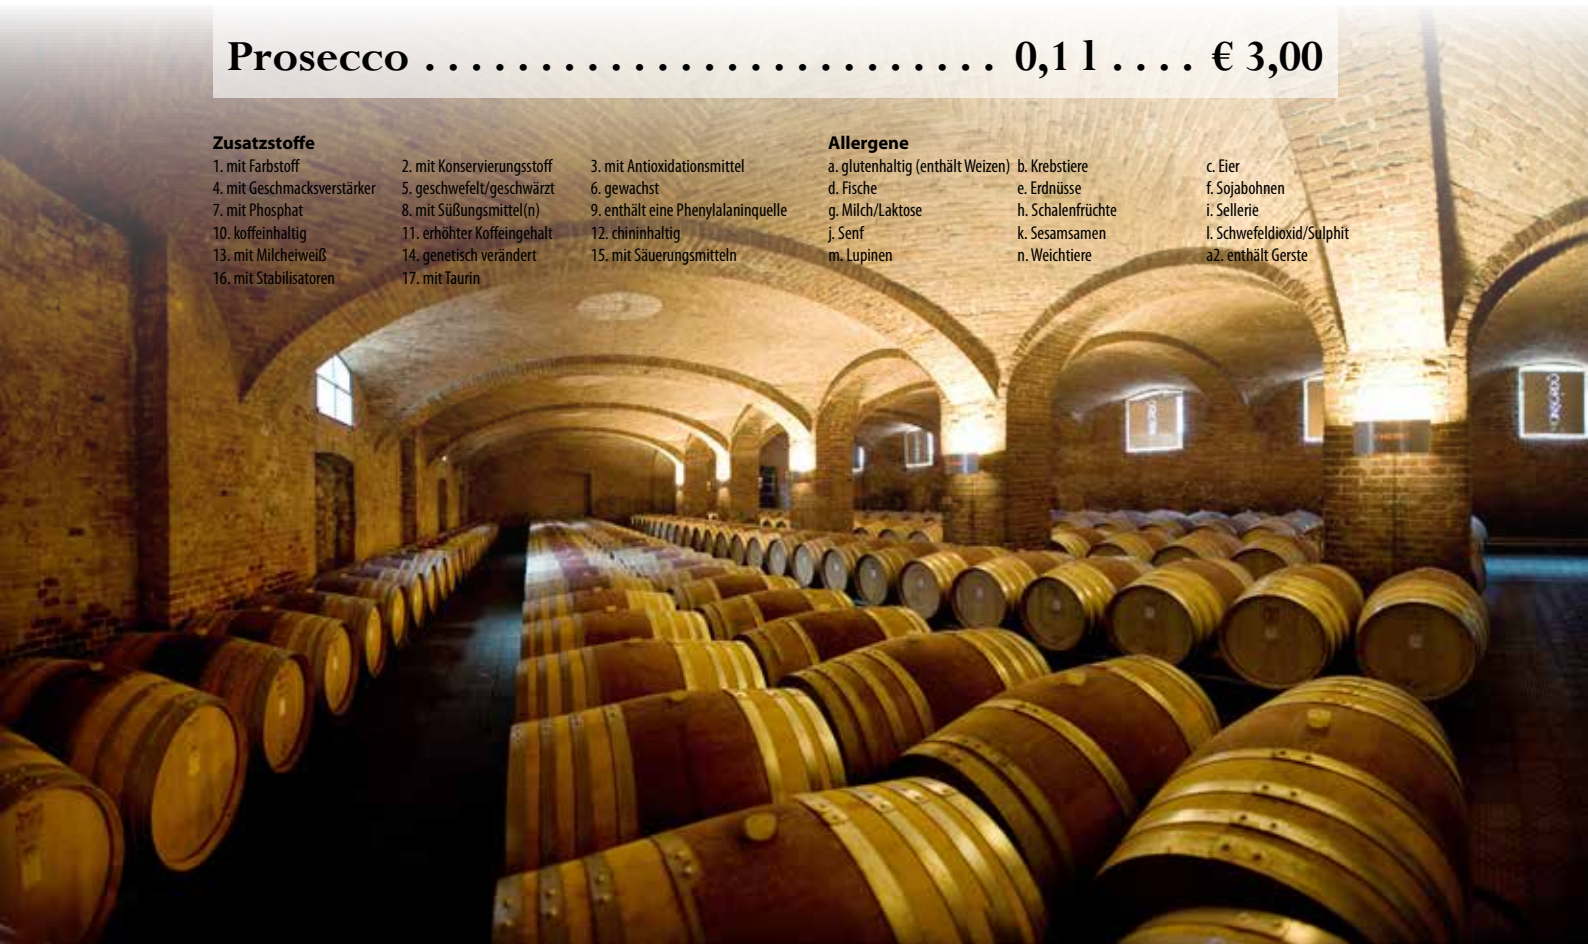 Prosecco . . . . . . . . . . . . . . . . . . . . . . . . . 0,1 l . . . . € 3,00
Zusatzstoffe
1. mit Farbstoff 2. mit Konservierungsstoff 3. mit Antioxidationsmittel
4. mit Geschmacksverstärker 5. geschwefelt/geschwärzt 6. gewachst
7. mit Phosphat 8. mit Süßungsmittel(n) 9. enthält eine Phenylalaninquelle
10. koffeinhaltig 11. erhöhter Koffeingehalt 12. chininhaltig
13. mit Milcheiweiß 14. genetisch verändert 15. mit Säuerungsmitteln
16. mit Stabilisatoren 17. mit Taurin
Allergene
a. glutenhaltig (enthält Weizen) b. Krebstiere c. Eier
d. Fische e. Erdnüsse f. Sojabohnen
g. Milch/Laktose h. Schalenfrüchte i. Sellerie
j. Senf k. Sesamsamen l. Schwefeldioxid/Sulphit
m. Lupinen n. Weichtiere a2. enthält Gerste